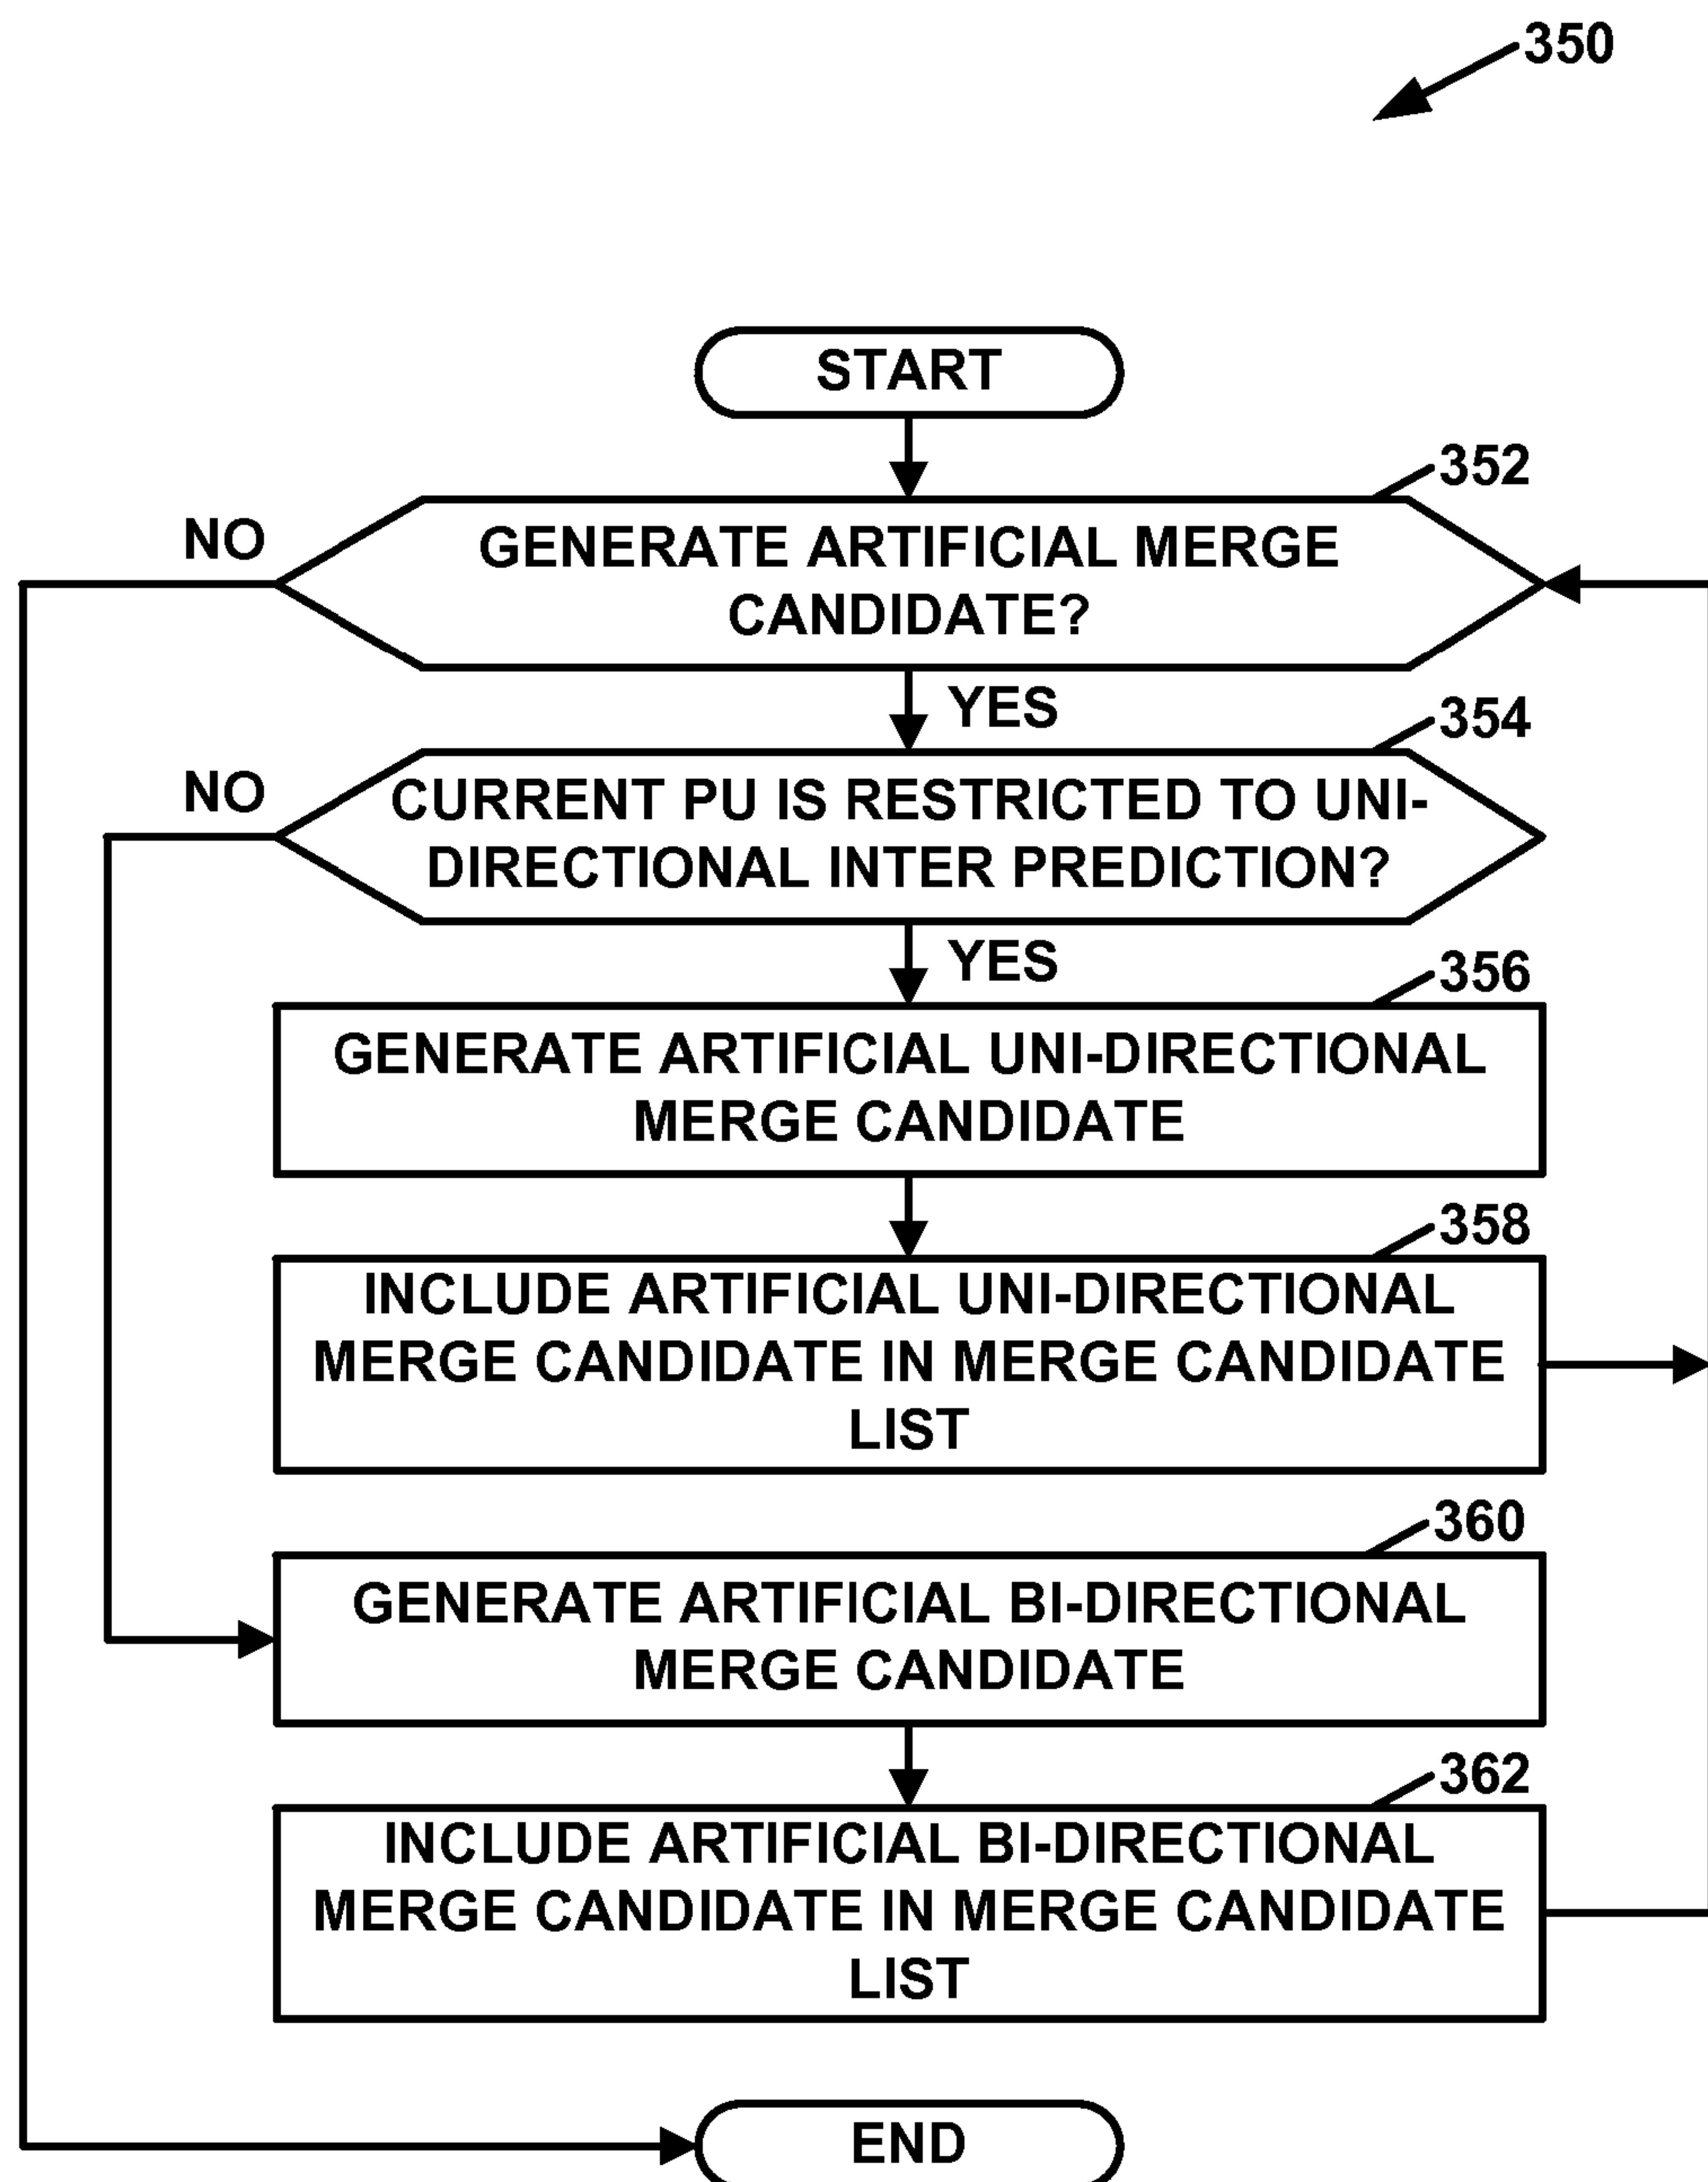 350
START
352
NO
GENERATE ARTIFICIAL MERGE
CANDIDATE?
YES
354
NO
CURRENT PU IS RESTRICTED TO UNI-
DIRECTIONAL INTER PREDICTION?
YES
356
GENERATE ARTIFICIAL UNI-DIRECTIONAL
MERGE CANDIDATE
358
INCLUDE ARTIFICIAL UNI-DIRECTIONAL
MERGE CANDIDATE IN MERGE CANDIDATE
LIST
360
GENERATE ARTIFICIAL BI-DIRECTIONAL
MERGE CANDIDATE
362
INCLUDE ARTIFICIAL BI-DIRECTIONAL
MERGE CANDIDATE IN MERGE CANDIDATE
LIST
END